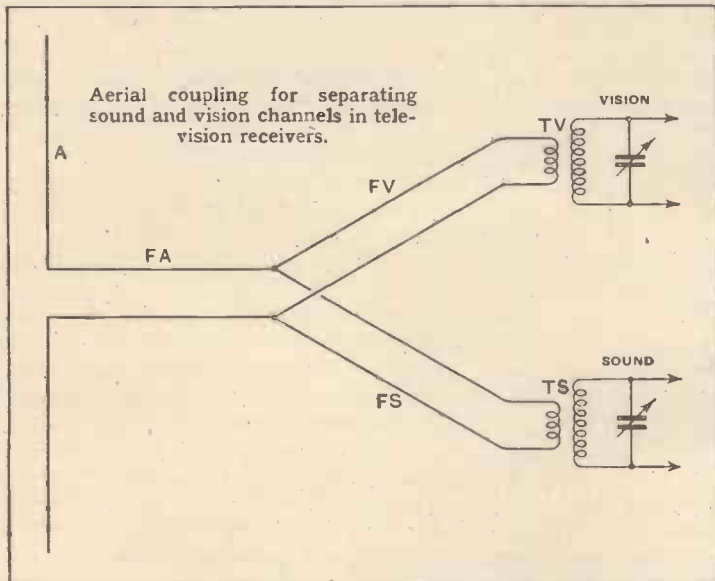 Aerial coupling for separating
sound and vision channels in tele-
vision receivers.
A
FA
FV
FS
TV
VISION
TS
SOUND